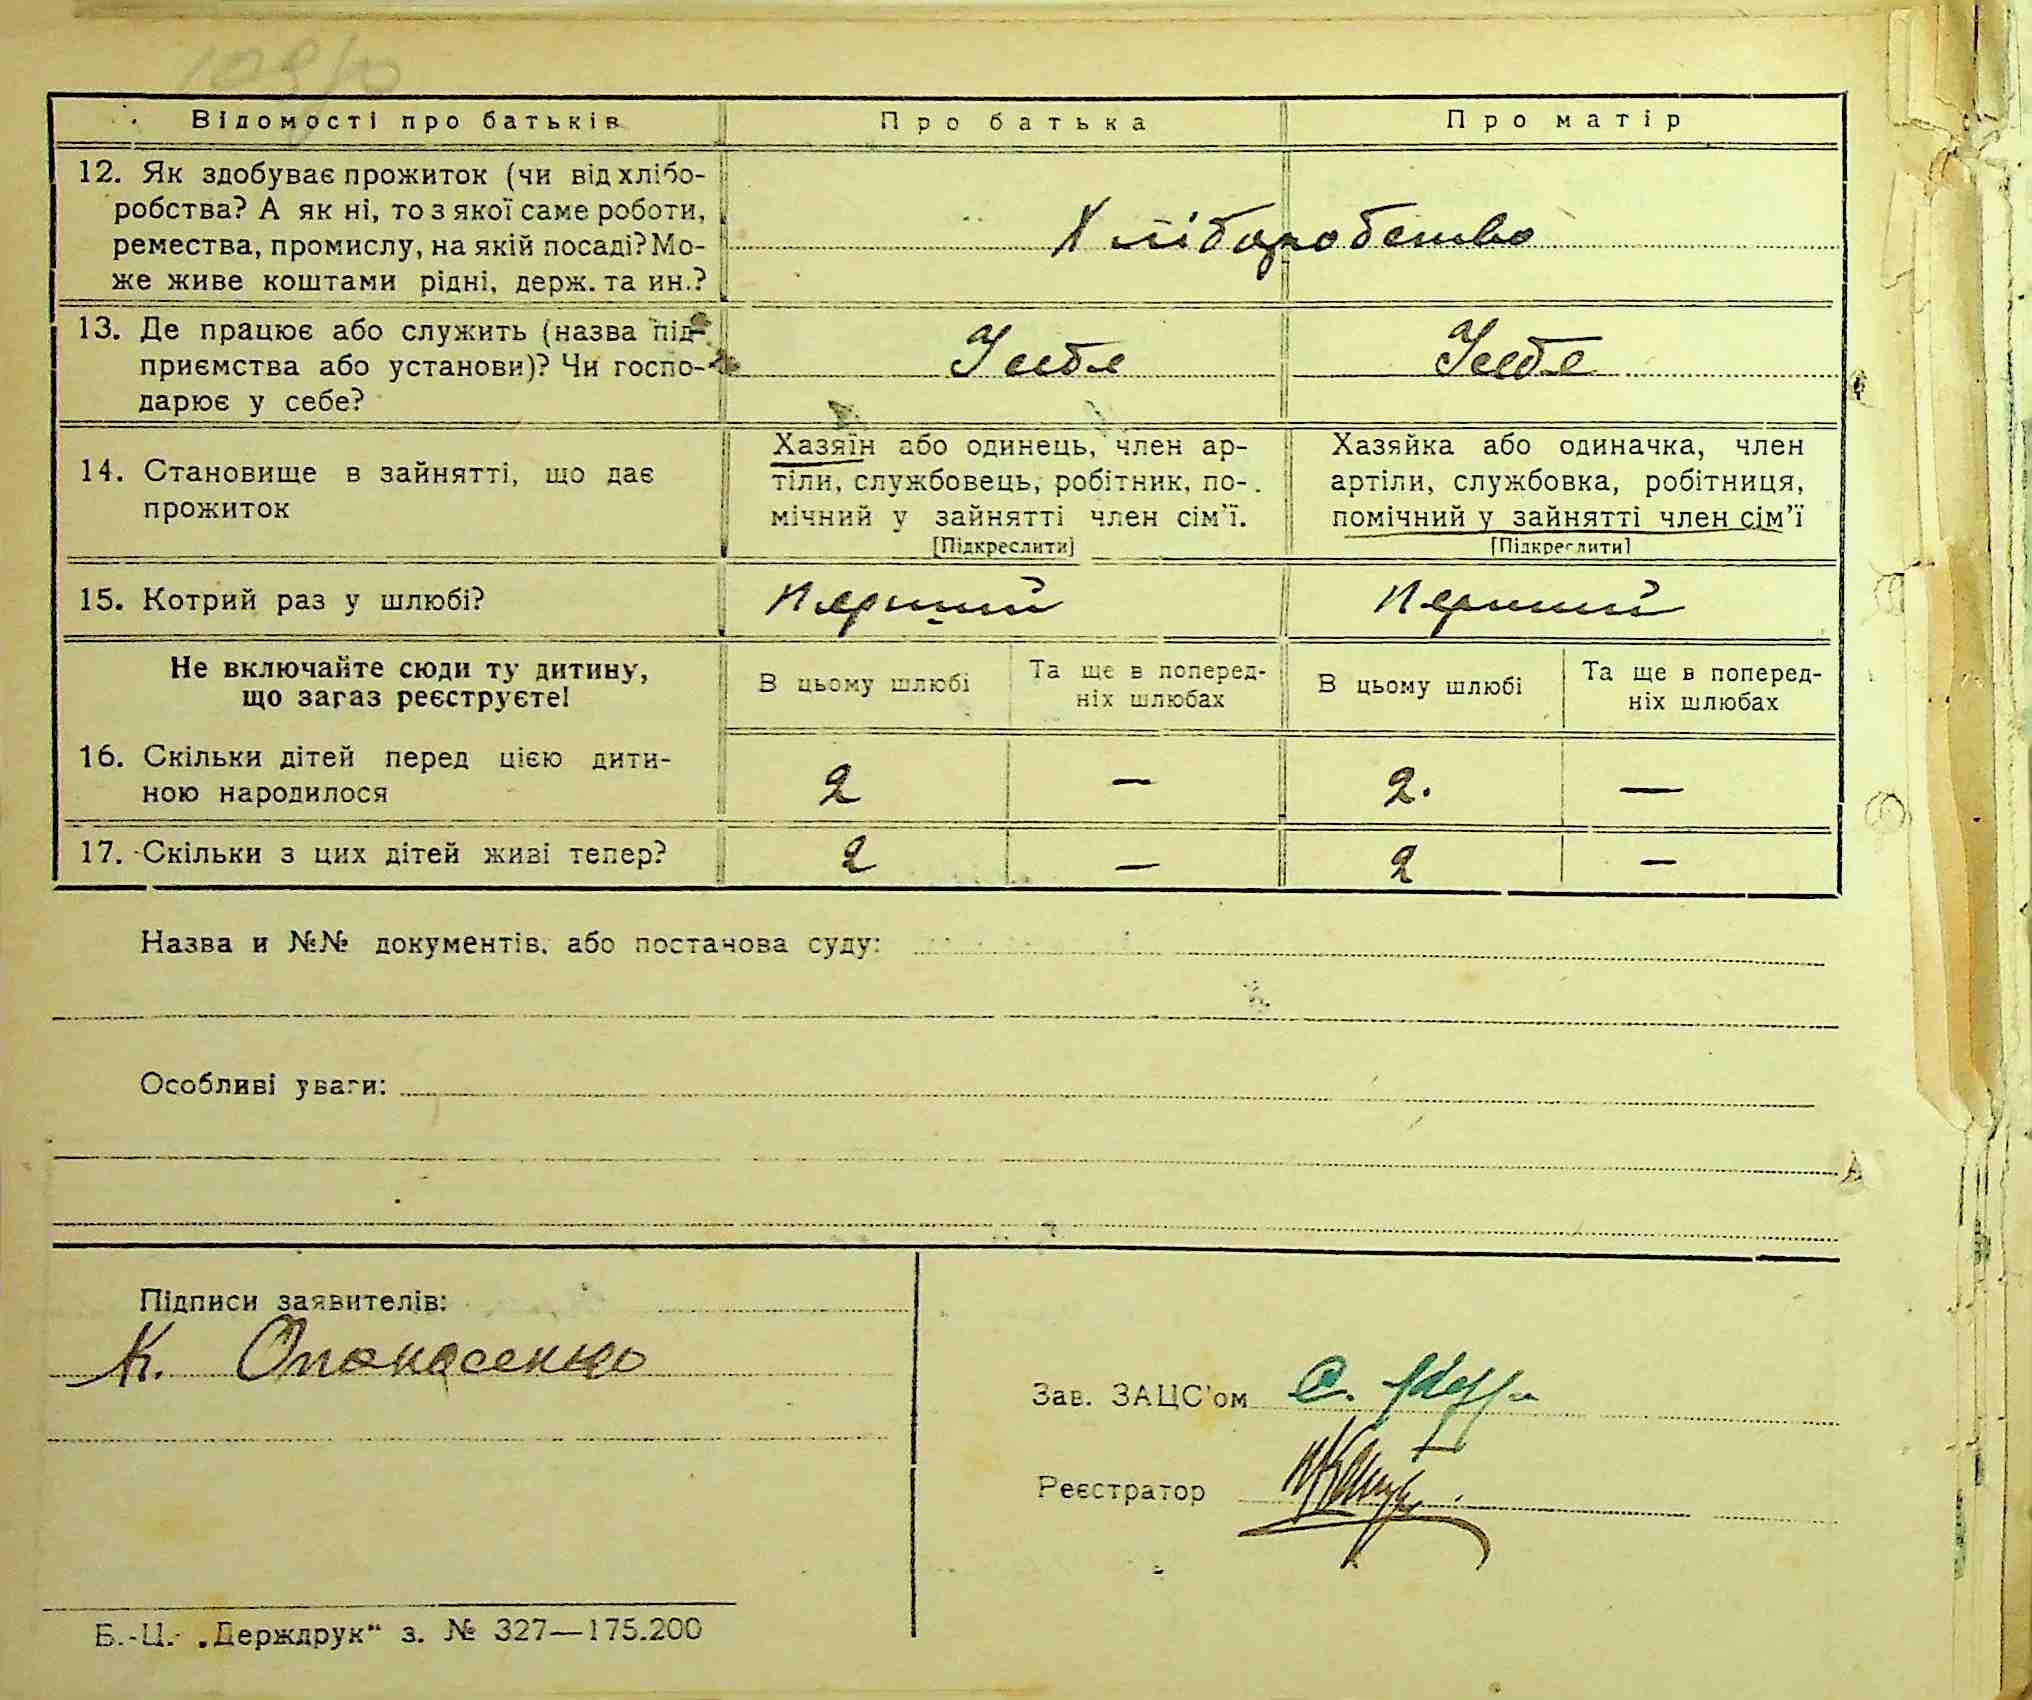 Відомості про батьків Про батька Про матір
12. Як здобуває прожиток (чи від хлібо-
робства? А як ні, то з якої саме роботи,
ремества, промислу, на якій посаді? Мо-
же живе коштами рідні, держ. та ин.?
Хліборобство
13. Де працює або служить (назва під-
приємства або установи)? Чи госпо-
дарює у себе?
Усебе Усебе
14. Становище в зайнятті, що дає
прожиток
Хазяїн або одинець, член ар-
тіли, службовець, робітник, по-
мічний у зайнятті член сім'ї.
[Підкреслити]
Хазяйка або одиначка, член
артіли, службовка, робітниця,
помічний у зайнятті член сім'ї
[Підкреслити]
15. Котрий раз у шлюбі? Перший Перший
Не включайте сюди ту дитину,
що зараз реєструєте!
В цьому шлюбі
Та ще в поперед-
ніх шлюбах
В цьому шлюбі
Та ще в поперед-
ніх шлюбах
16. Скільки дітей перед цією дити-
ною народилося
2 — 2. —
17. Скільки з цих дітей живі тепер? 2 — 2 —
Назва и №№ документів, або постанова суду:
Особливі уваги:
Підписи заявителів:
К. Опанасенко
Зав. ЗАЦС'ом С.
Реєстратор
Б.-Ц. „Держдрук“ з. № 327—175.200